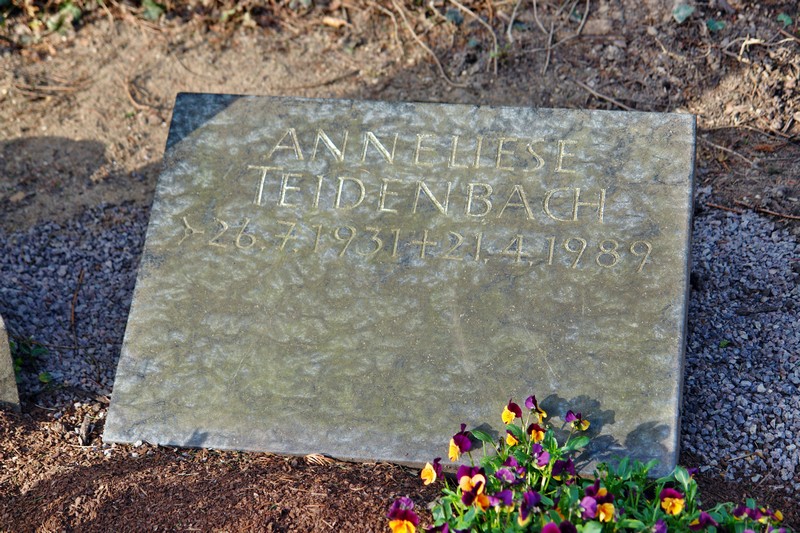 ANNELIESE
TEIDENBACH
26.7.1931 + 21.4.1989